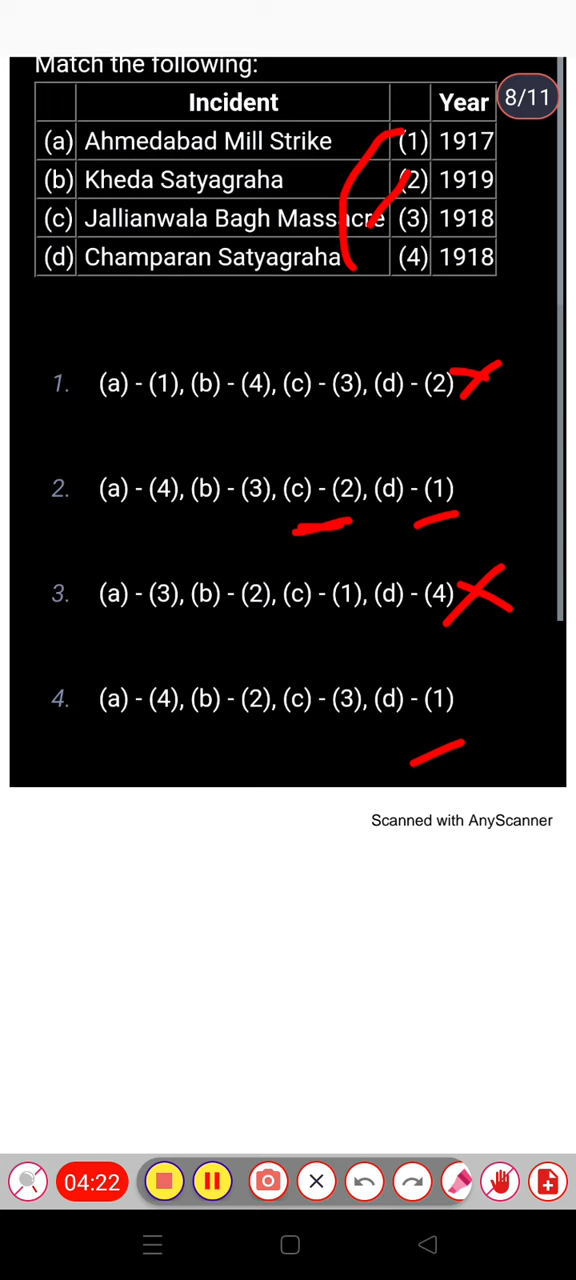 Match the following:
Incident Year 8/11
(a) Ahmedabad Mill Strike (1) 1917
(b) Kheda Satyagraha (2) 1919
(c) Jallianwala Bagh Massacre (3) 1918
(d) Champaran Satyagraha (4) 1918
1. (a) - (1), (b) - (4), (c) - (3), (d) - (2)
2. (a) - (4), (b) - (3), (c) - (2), (d) - (1)
3. (a) - (3), (b) - (2), (c) - (1), (d) - (4)
4. (a) - (4), (b) - (2), (c) - (3), (d) - (1)
Scanned with AnyScanner
04:22